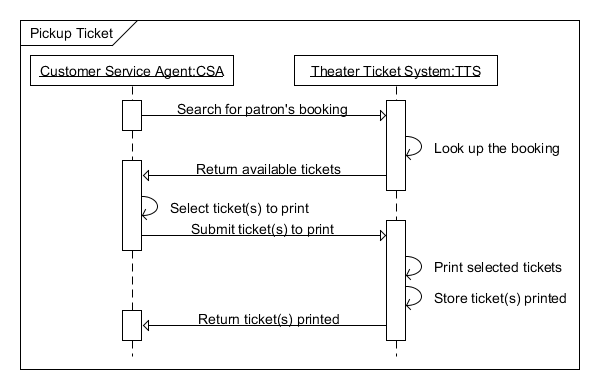 Pickup Ticket
Customer Service Agent:CSA
Theater Ticket System:TTS
Search for patron's booking
Look up the booking
Return available tickets
Select ticket(s) to print
Submit ticket(s) to print
Print selected tickets
Store ticket(s) printed
Return ticket(s) printed